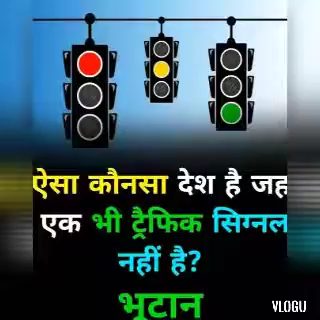 ऐसा कौनसा देश है जह
एक भी ट्रैफिक सिग्नल
नहीं है?
भूटान
VLOGU